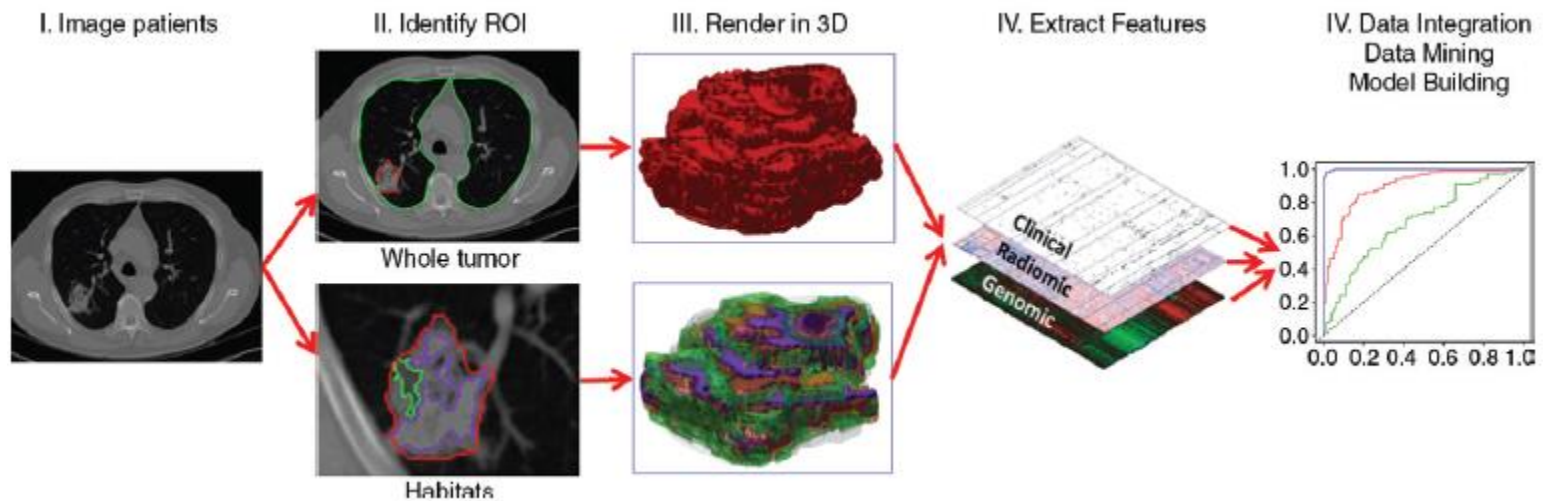 I. Image patients
II. Identify ROI
III. Render in 3D
IV. Extract Features
IV. Data Integration
Data Mining
Model Building
Whole tumor
Habitats
Clinical
Radiomic
Genomic
1.0
0.8
0.6
0.4
0.2
0.0
0.0 0.2 0.4 0.6 0.8 1.0